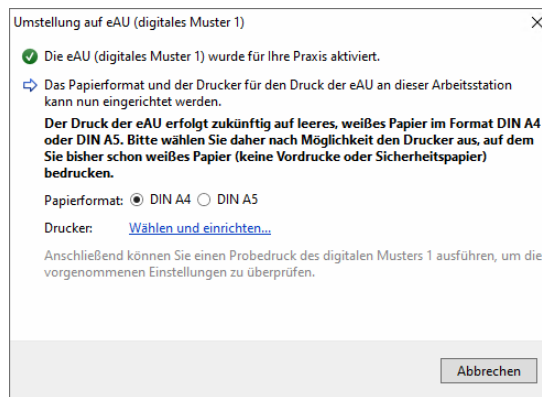 Umstellung auf eAU (digitales Muster 1)
Die eAU (digitales Muster 1) wurde für Ihre Praxis aktiviert.
Das Papierformat und der Drucker für den Druck der eAU an dieser Arbeitsstation
kann nun eingerichtet werden.
Der Druck der eAU erfolgt zukünftig auf leeres, weißes Papier im Format DIN A4
oder DIN A5. Bitte wählen Sie daher nach Möglichkeit den Drucker aus, auf dem
Sie bisher schon weißes Papier (keine Vordrucke oder Sicherheitspapier)
bedrucken.
Papierformat: DIN A4 DIN A5
Drucker: Wählen und einrichten...
Anschließend können Sie einen Probedruck des digitalen Musters 1 ausführen, um die
vorgenommenen Einstellungen zu überprüfen.
Abbrechen